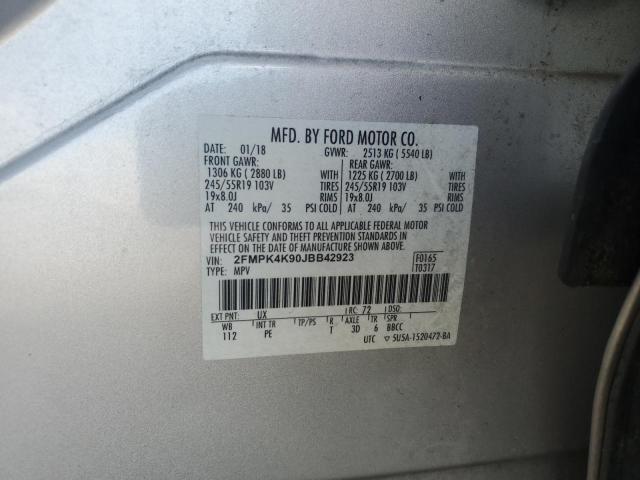 MFD. BY FORD MOTOR CO.
DATE: 01/18 GVWR: 2513 KG ( 5540 LB)
FRONT GAWR: REAR GAWR:
1306 KG ( 2880 LB) WITH 1225 KG ( 2700 LB) WITH
245/55R19 103V TIRES 245/55R19 103V TIRES
19x8.0J RIMS 19x8.0J RIMS
AT 240 kPa/ 35 PSI COLD AT 240 kPa/ 35 PSI COLD
THIS VEHICLE CONFORMS TO ALL APPLICABLE FEDERAL MOTOR
VEHICLE SAFETY AND THEFT PREVENTION STANDARDS IN EFFECT
ON THE DATE OF MANUFACTURE SHOWN ABOVE.
VIN: 2FMPK4K90JBB42923 F0165
TYPE: MPV T0317
EXT PNT: UX RC: 72 DSO:
WB INT TR TP/PS R AXLE TR SPR
112 PE T 3D 6 BBCC
UTC ▽ 5U5A-1520472-BA